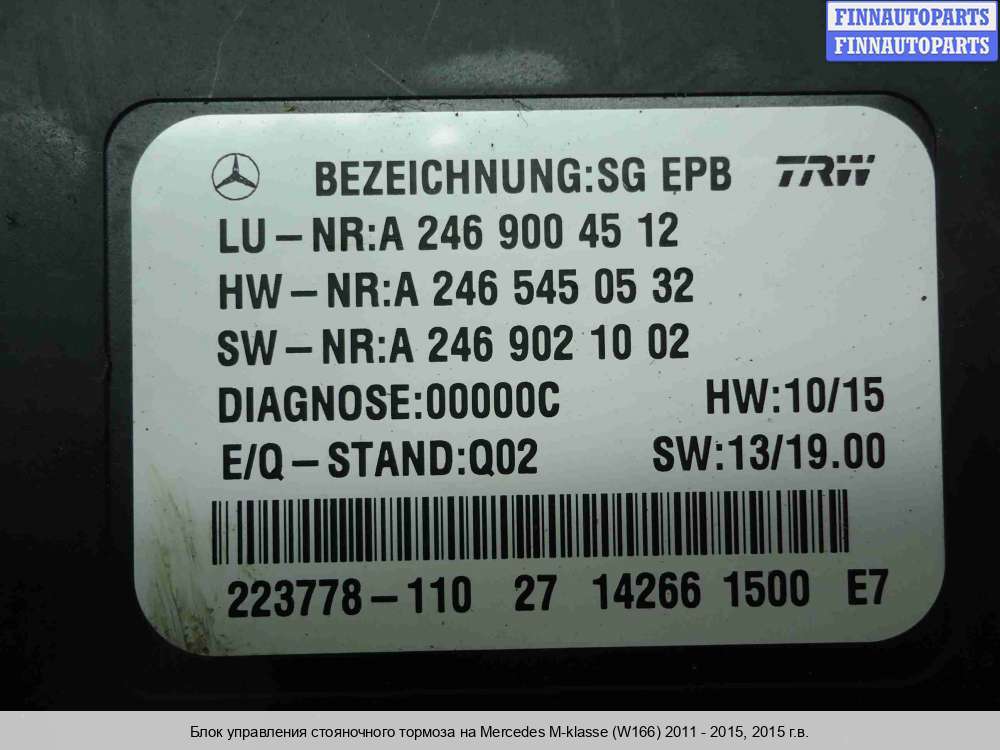 FINNAUTOPARTS
FINNAUTOPARTS
BEZEICHNUNG:SG EPB TRW
LU-NR:A 246 900 45 12
HW-NR:A 246 545 05 32
SW-NR:A 246 902 10 02
DIAGNOSE:00000C HW:10/15
E/Q-STAND:Q02 SW:13/19.00
223778-110 27 14266 1500 E7
Блок управления стояночного тормоза на Mercedes M-klasse (W166) 2011 - 2015, 2015 г.в.